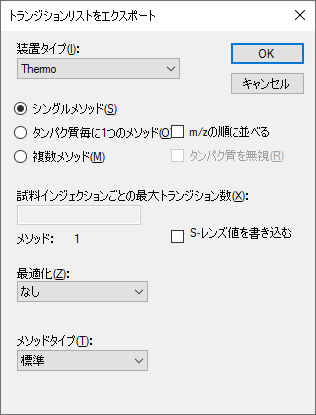 トランジションリストをエクスポート
装置タイプ(I):
OK
Thermo
キャンセル
シングルメソッド(S)
タンパク質毎に1つのメソッド(O)
m/zの順に並べる
複数メソッド(M)
タンパク質を無視(R)
試料インジェクションごとの最大トランジション数(X):
メソッド: 1
S-レンズ値を書き込む
最適化(Z):
なし
メソッドタイプ(T):
標準